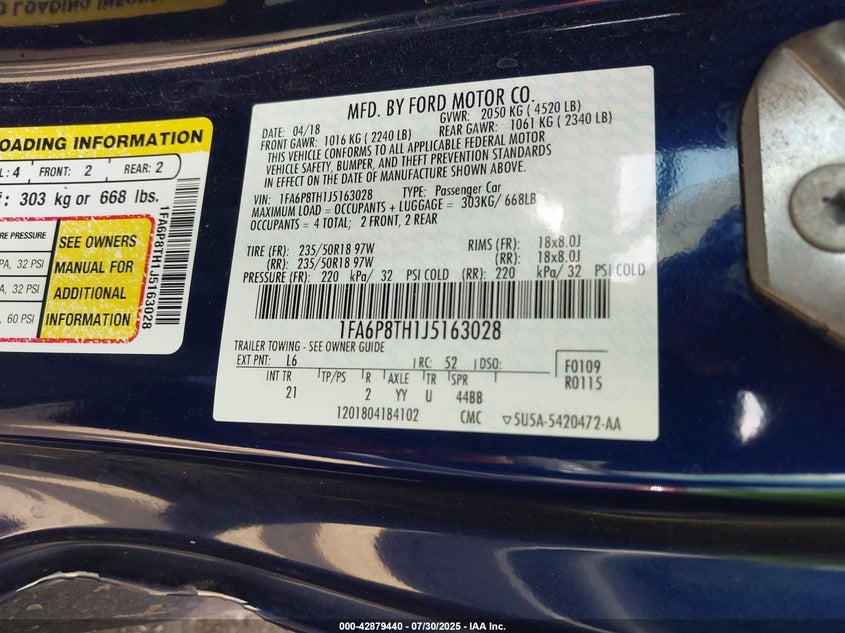 LOADING INFORMATION
OADING INFORMATION
L: 4 FRONT: 2 REAR: 2
: 303 kg or 668 lbs.
E PRESSURE
PA, 32 PSI
A, 32 PSI
, 60 PSI
SEE OWNERS
MANUAL FOR
ADDITIONAL
INFORMATION
1FA6P8TH1J5163028
MFD. BY FORD MOTOR CO.
DATE: 04/18 GVWR: 2050 KG ( 4520 LB)
FRONT GAWR: 1016 KG ( 2240 LB) REAR GAWR: 1061 KG ( 2340 LB)
THIS VEHICLE CONFORMS TO ALL APPLICABLE FEDERAL MOTOR
VEHICLE SAFETY, BUMPER, AND THEFT PREVENTION STANDARDS
IN EFFECT ON THE DATE OF MANUFACTURE SHOWN ABOVE.
VIN: 1FA6P8TH1J5163028 TYPE: Passenger Car
MAXIMUM LOAD = OCCUPANTS + LUGGAGE = 303KG/ 668LB
OCCUPANTS = 4 TOTAL; 2 FRONT, 2 REAR
TIRE (FR): 235/50R18 97W RIMS (FR): 18x8.0J
(RR): 235/50R18 97W (RR): 18x8.0J
PRESSURE (FR): 220 kPa/ 32 PSI COLD (RR): 220 kPa/ 32 PSI COLD
1FA6P8TH1J5163028
TRAILER TOWING - SEE OWNER GUIDE
EXT PNT: L6 RC: 52 DSO: F0109
INT TR TP/PS R AXLE TR SPR R0115
21 2 YY U 44BB
1201804184102 CMC 5U5A-5420472-AA
000-42879440 | 07/30/2025 - IAA Inc.